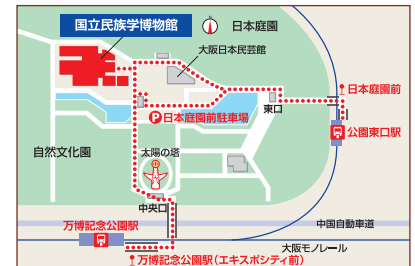 国立民族学博物館
日本庭園
大阪日本民芸館
日本庭園前
東口
P日本庭園前駐車場
公園東口駅
自然文化園
太陽の塔
中央口
万博記念公園駅
中国自動車道
大阪モノレール
万博記念公園駅(エキスポシティ前)